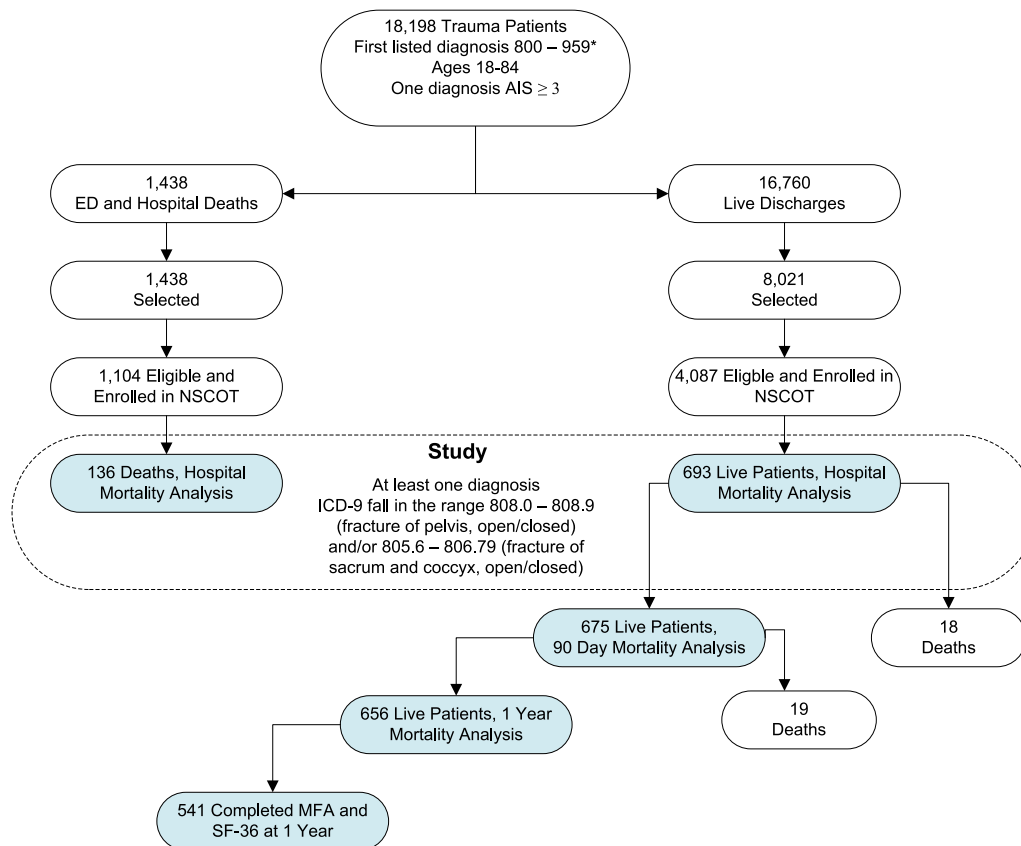 18,198 Trauma Patients
First listed diagnosis 800 – 959*
Ages 18-84
One diagnosis AIS ≥ 3
1,438
ED and Hospital Deaths
16,760
Live Discharges
1,438
Selected
8,021
Selected
1,104 Eligible and
Enrolled in NSCOT
4,087 Eligble and Enrolled in
NSCOT
Study
136 Deaths, Hospital
Mortality Analysis
At least one diagnosis
ICD-9 fall in the range 808.0 – 808.9
(fracture of pelvis, open/closed)
and/or 805.6 – 806.79 (fracture of
sacrum and coccyx, open/closed)
693 Live Patients, Hospital
Mortality Analysis
675 Live Patients,
90 Day Mortality Analysis
18
Deaths
656 Live Patients, 1 Year
Mortality Analysis
19
Deaths
541 Completed MFA and
SF-36 at 1 Year